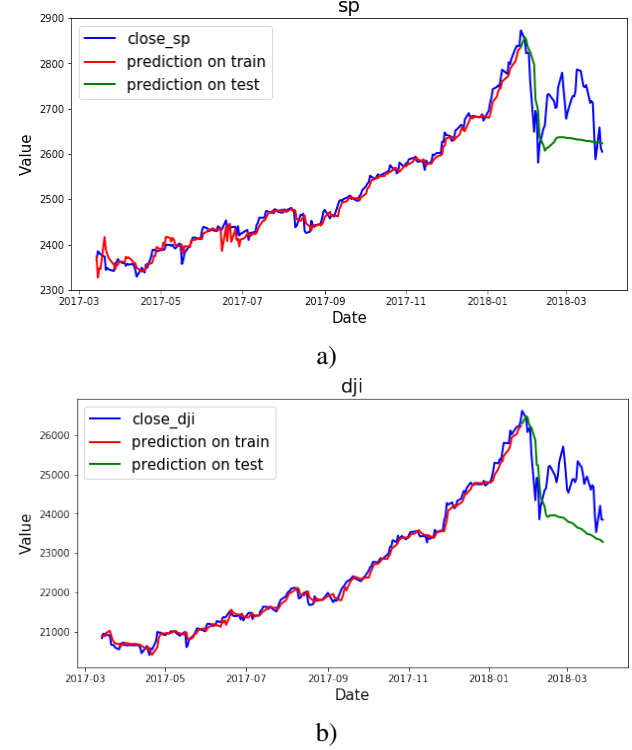 sp
2900
2800
2700
2600
2500
2400
2300
Value
close_sp
prediction on train
prediction on test
2017-03 2017-05 2017-07 2017-09 2017-11 2018-01 2018-03
Date
a)
dji
26000
25000
24000
23000
22000
21000
Value
close_dji
prediction on train
prediction on test
2017-03 2017-05 2017-07 2017-09 2017-11 2018-01 2018-03
Date
b)